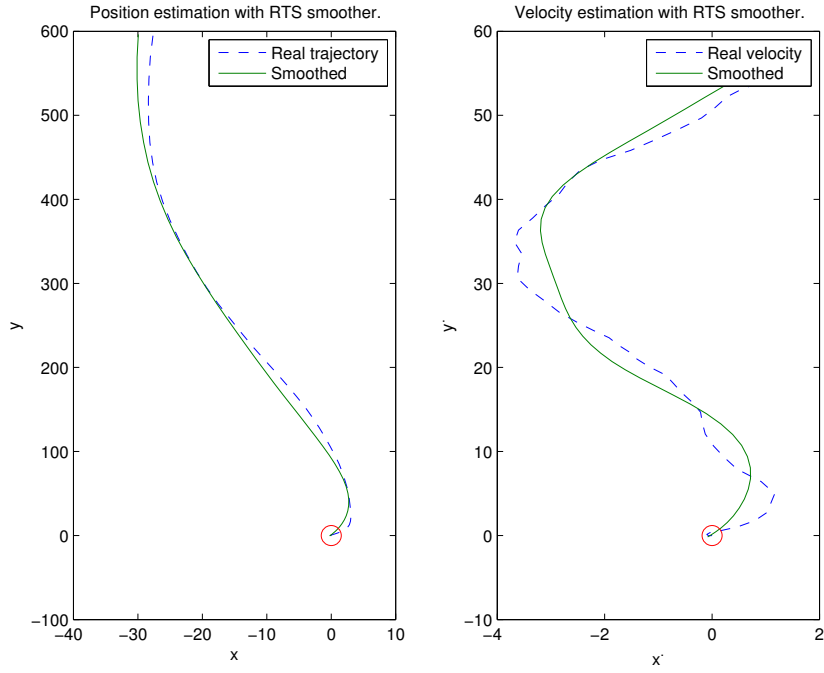 Position estimation with RTS smoother.
600
500
400
300
200
100
0
−100
−40
−30
−20
−10
0
10
x
y
Real trajectory
Smoothed
Velocity estimation with RTS smoother.
60
50
40
30
20
10
0
−10
−4
−2
0
2
x˙
y˙
Real velocity
Smoothed